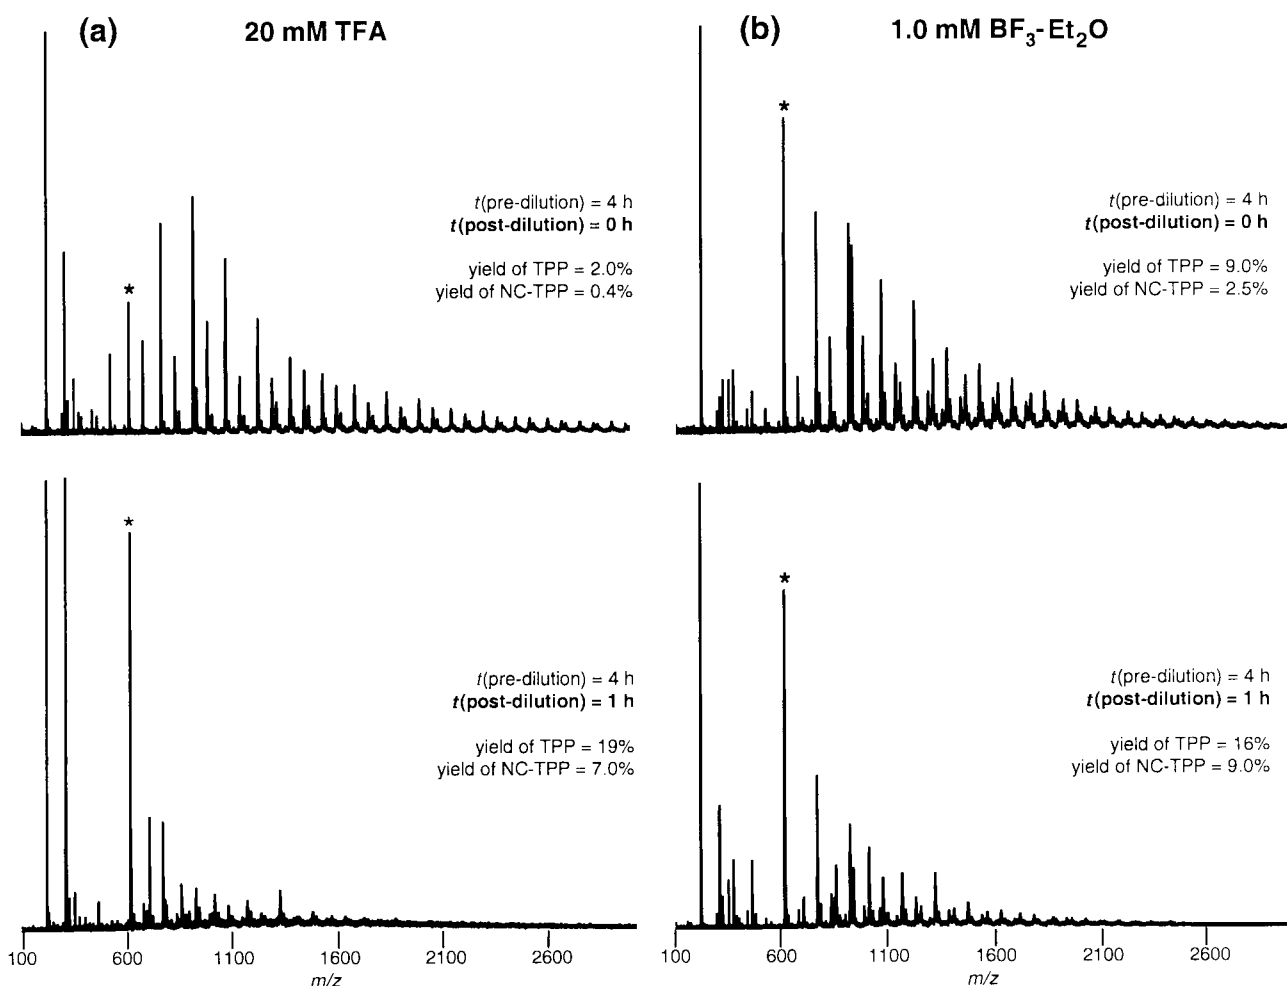 (a) 20 mM TFA
*
t(pre-dilution) = 4 h
t(post-dilution) = 0 h
yield of TPP = 2.0%
yield of NC-TPP = 0.4%
*
t(pre-dilution) = 4 h
t(post-dilution) = 1 h
yield of TPP = 19%
yield of NC-TPP = 7.0%
100 600 1100 1600 2100 2600
m/z
(b) 1.0 mM BF3-Et2O
*
t(pre-dilution) = 4 h
t(post-dilution) = 0 h
yield of TPP = 9.0%
yield of NC-TPP = 2.5%
*
t(pre-dilution) = 4 h
t(post-dilution) = 1 h
yield of TPP = 16%
yield of NC-TPP = 9.0%
100 600 1100 1600 2100 2600
m/z